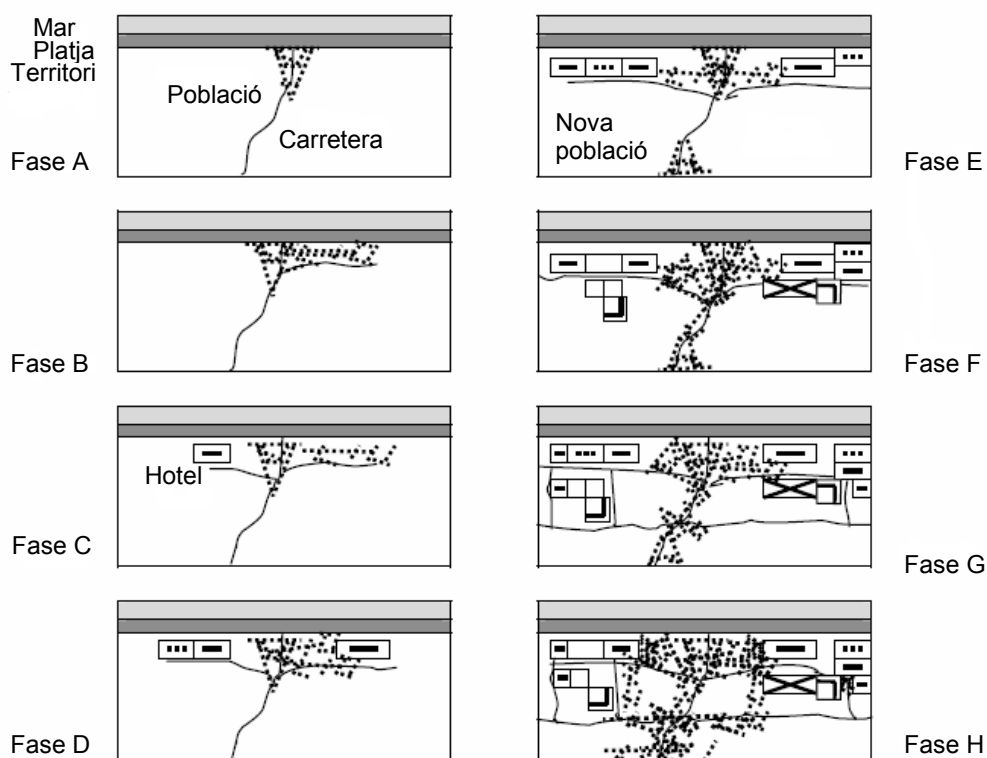 Mar
Platja
Territori
Població
Carretera
Fase A
Fase B
Hotel
Fase C
Fase D
Nova
població
Fase E
Fase F
Fase G
Fase H